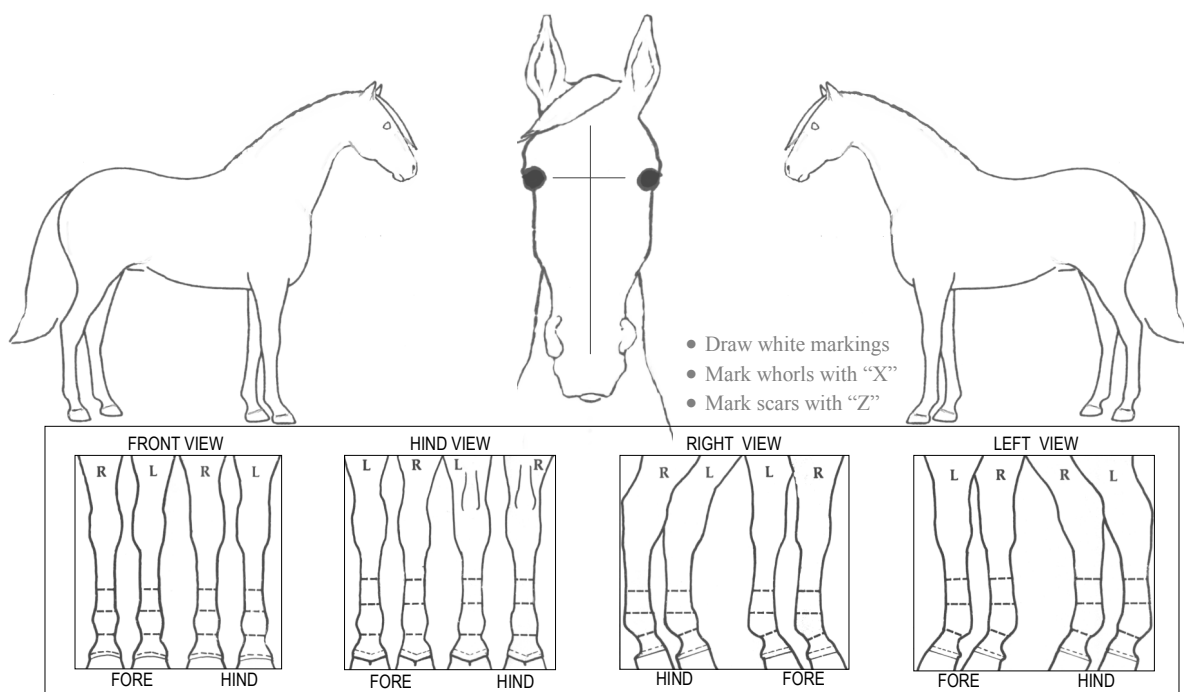 ● Draw white markings
● Mark whorls with “X”
● Mark scars with “Z”
FRONT VIEW
HIND VIEW
RIGHT VIEW
LEFT VIEW
R L R L
L R L R
R L L R
L R R L
FORE HIND
FORE HIND
HIND FORE
FORE HIND